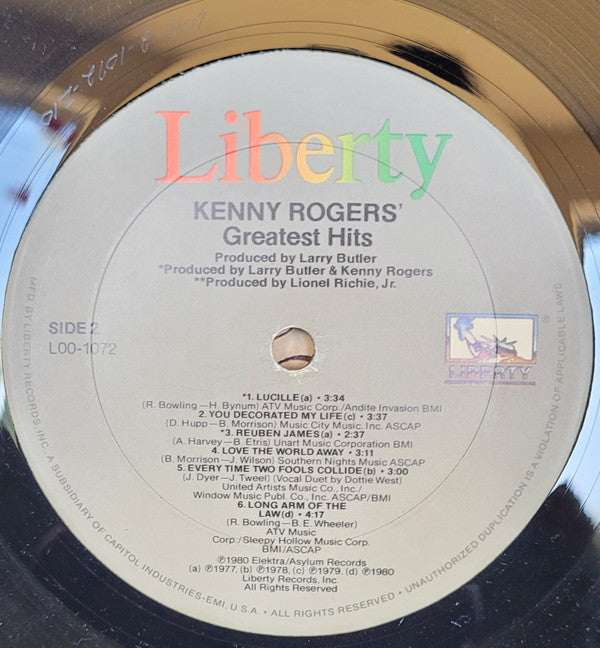 Liberty
KENNY ROGERS'
Greatest Hits
Produced by Larry Butler
*Produced by Larry Butler & Kenny Rogers
**Produced by Lionel Richie, Jr.
SIDE 2
LOO-1072
LIBERTY
®
*1. LUCILLE(a) • 3:34
(R. Bowling—H. Bynum) ATV Music Corp./Andite Invasion BMI
2. YOU DECORATED MY LIFE(c) • 3:37
(D. Hupp—B. Morrison) Music City Music, Inc. ASCAP
*3. REUBEN JAMES(a) • 2:37
(A. Harvey—B. Etris) Unart Music Corporation BMI
4. LOVE THE WORLD AWAY • 3:11
(B. Morrison—J. Wilson) Southern Nights Music ASCAP
5. EVERY TIME TWO FOOLS COLLIDE(b) • 3:00
(J. Dyer—J. Tweel) (Vocal Duet by Dottie West)
United Artists Music Co., Inc./
Window Music Publ. Co., Inc. ASCAP/BMI
6. LONG ARM OF THE
LAW(d) • 4:17
(R. Bowling—B.E. Wheeler)
ATV Music
Corp./Sleepy Hollow Music Corp.
BMI/ASCAP
℗1980 Elektra/Asylum Records
(a) ℗1977, (b) ℗1978, (c) ℗1979, (d) ℗1980
Liberty Records, Inc.
All Rights Reserved
MFD. BY LIBERTY RECORDS, INC. A SUBSIDIARY OF CAPITOL INDUSTRIES-EMI, U.S.A. • ALL RIGHTS RESERVED • UNAUTHORIZED DUPLICATION IS A VIOLATION OF APPLICABLE LAWS